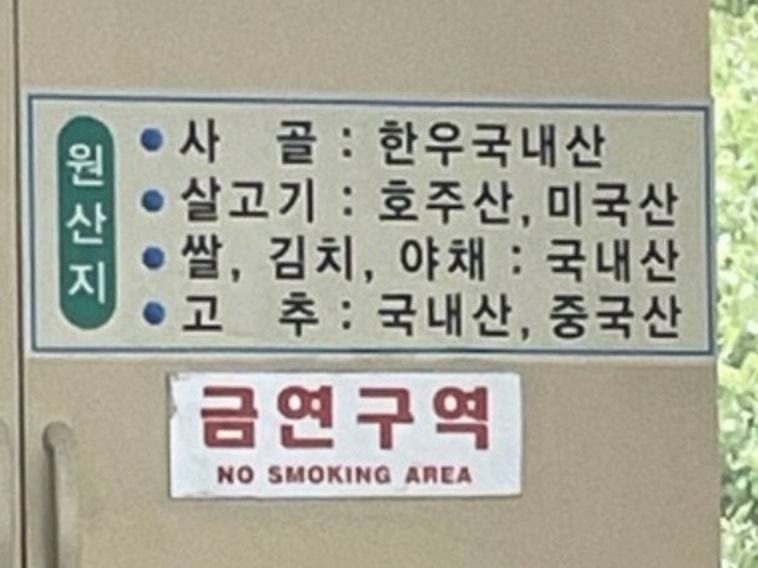 원산지
• 사 골 : 한우국내산
• 살고기 : 호주산, 미국산
• 쌀, 김치, 야채 : 국내산
• 고 추 : 국내산, 중국산
금연구역
NO SMOKING AREA